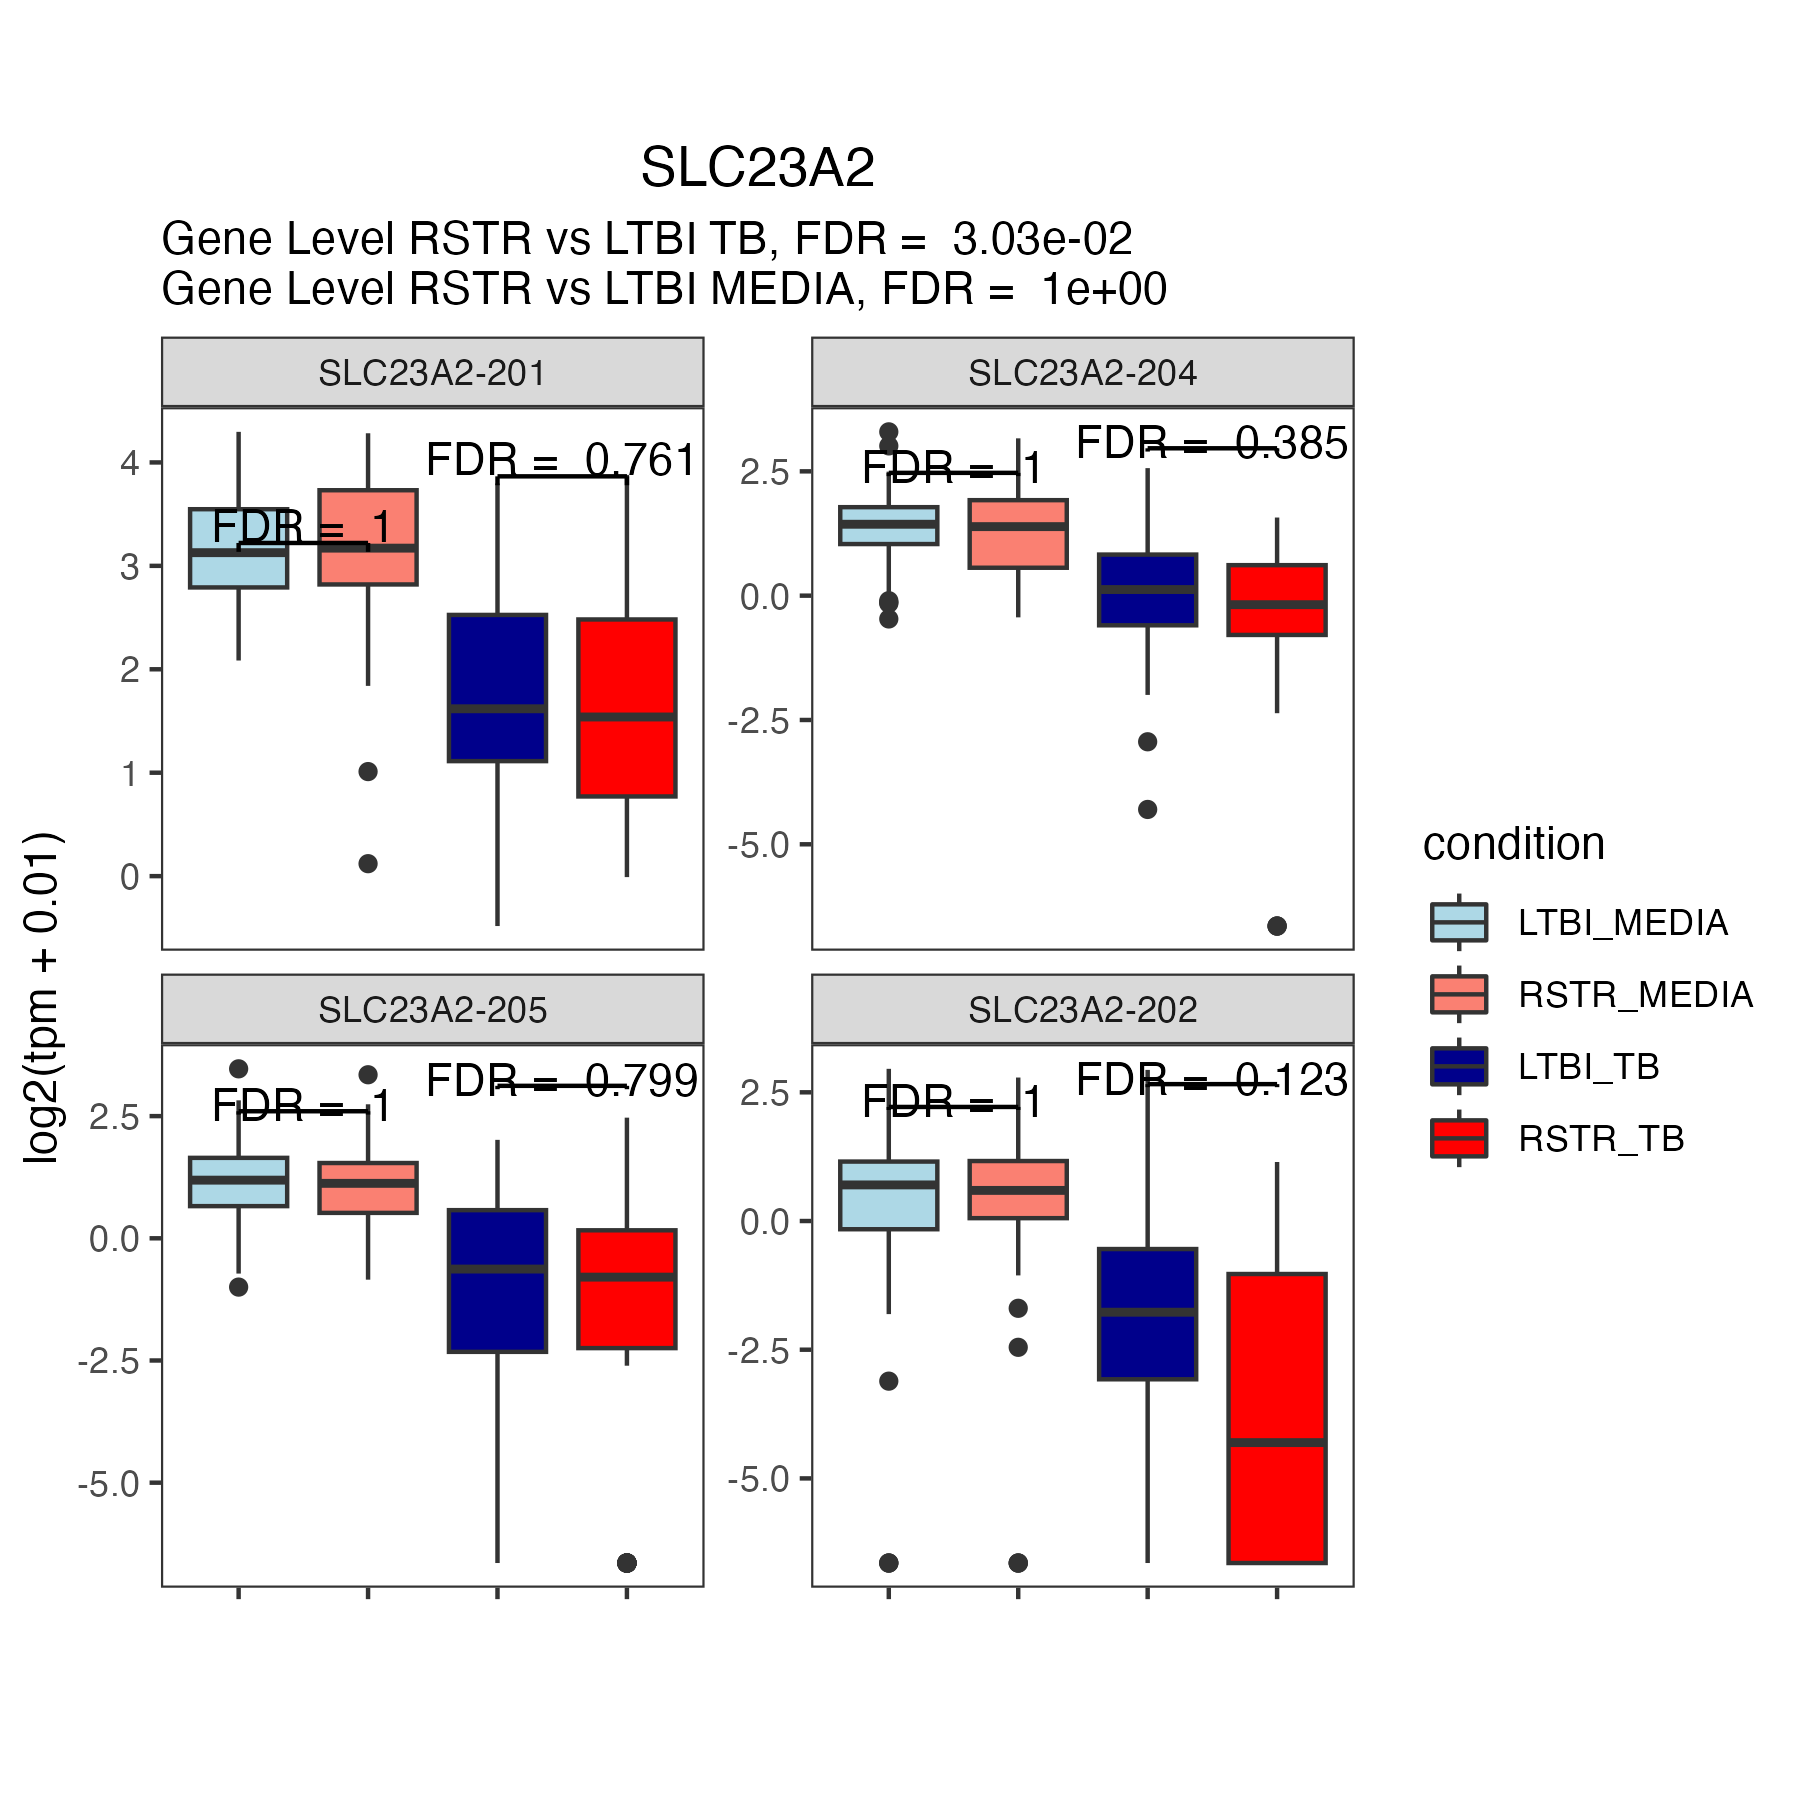 SLC23A2
Gene Level RSTR vs LTBI TB, FDR = 3.03e-02
Gene Level RSTR vs LTBI MEDIA, FDR = 1e+00
log2(tpm + 0.01)
SLC23A2-201
4
3
2
1
0
FDR = 1
FDR = 0.761
SLC23A2-204
2.5
0.0
-2.5
-5.0
FDR = 1
FDR = 0.385
SLC23A2-205
2.5
0.0
-2.5
-5.0
FDR = 1
FDR = 0.799
SLC23A2-202
2.5
0.0
-2.5
-5.0
FDR = 1
FDR = 0.123
condition
LTBI_MEDIA
RSTR_MEDIA
LTBI_TB
RSTR_TB